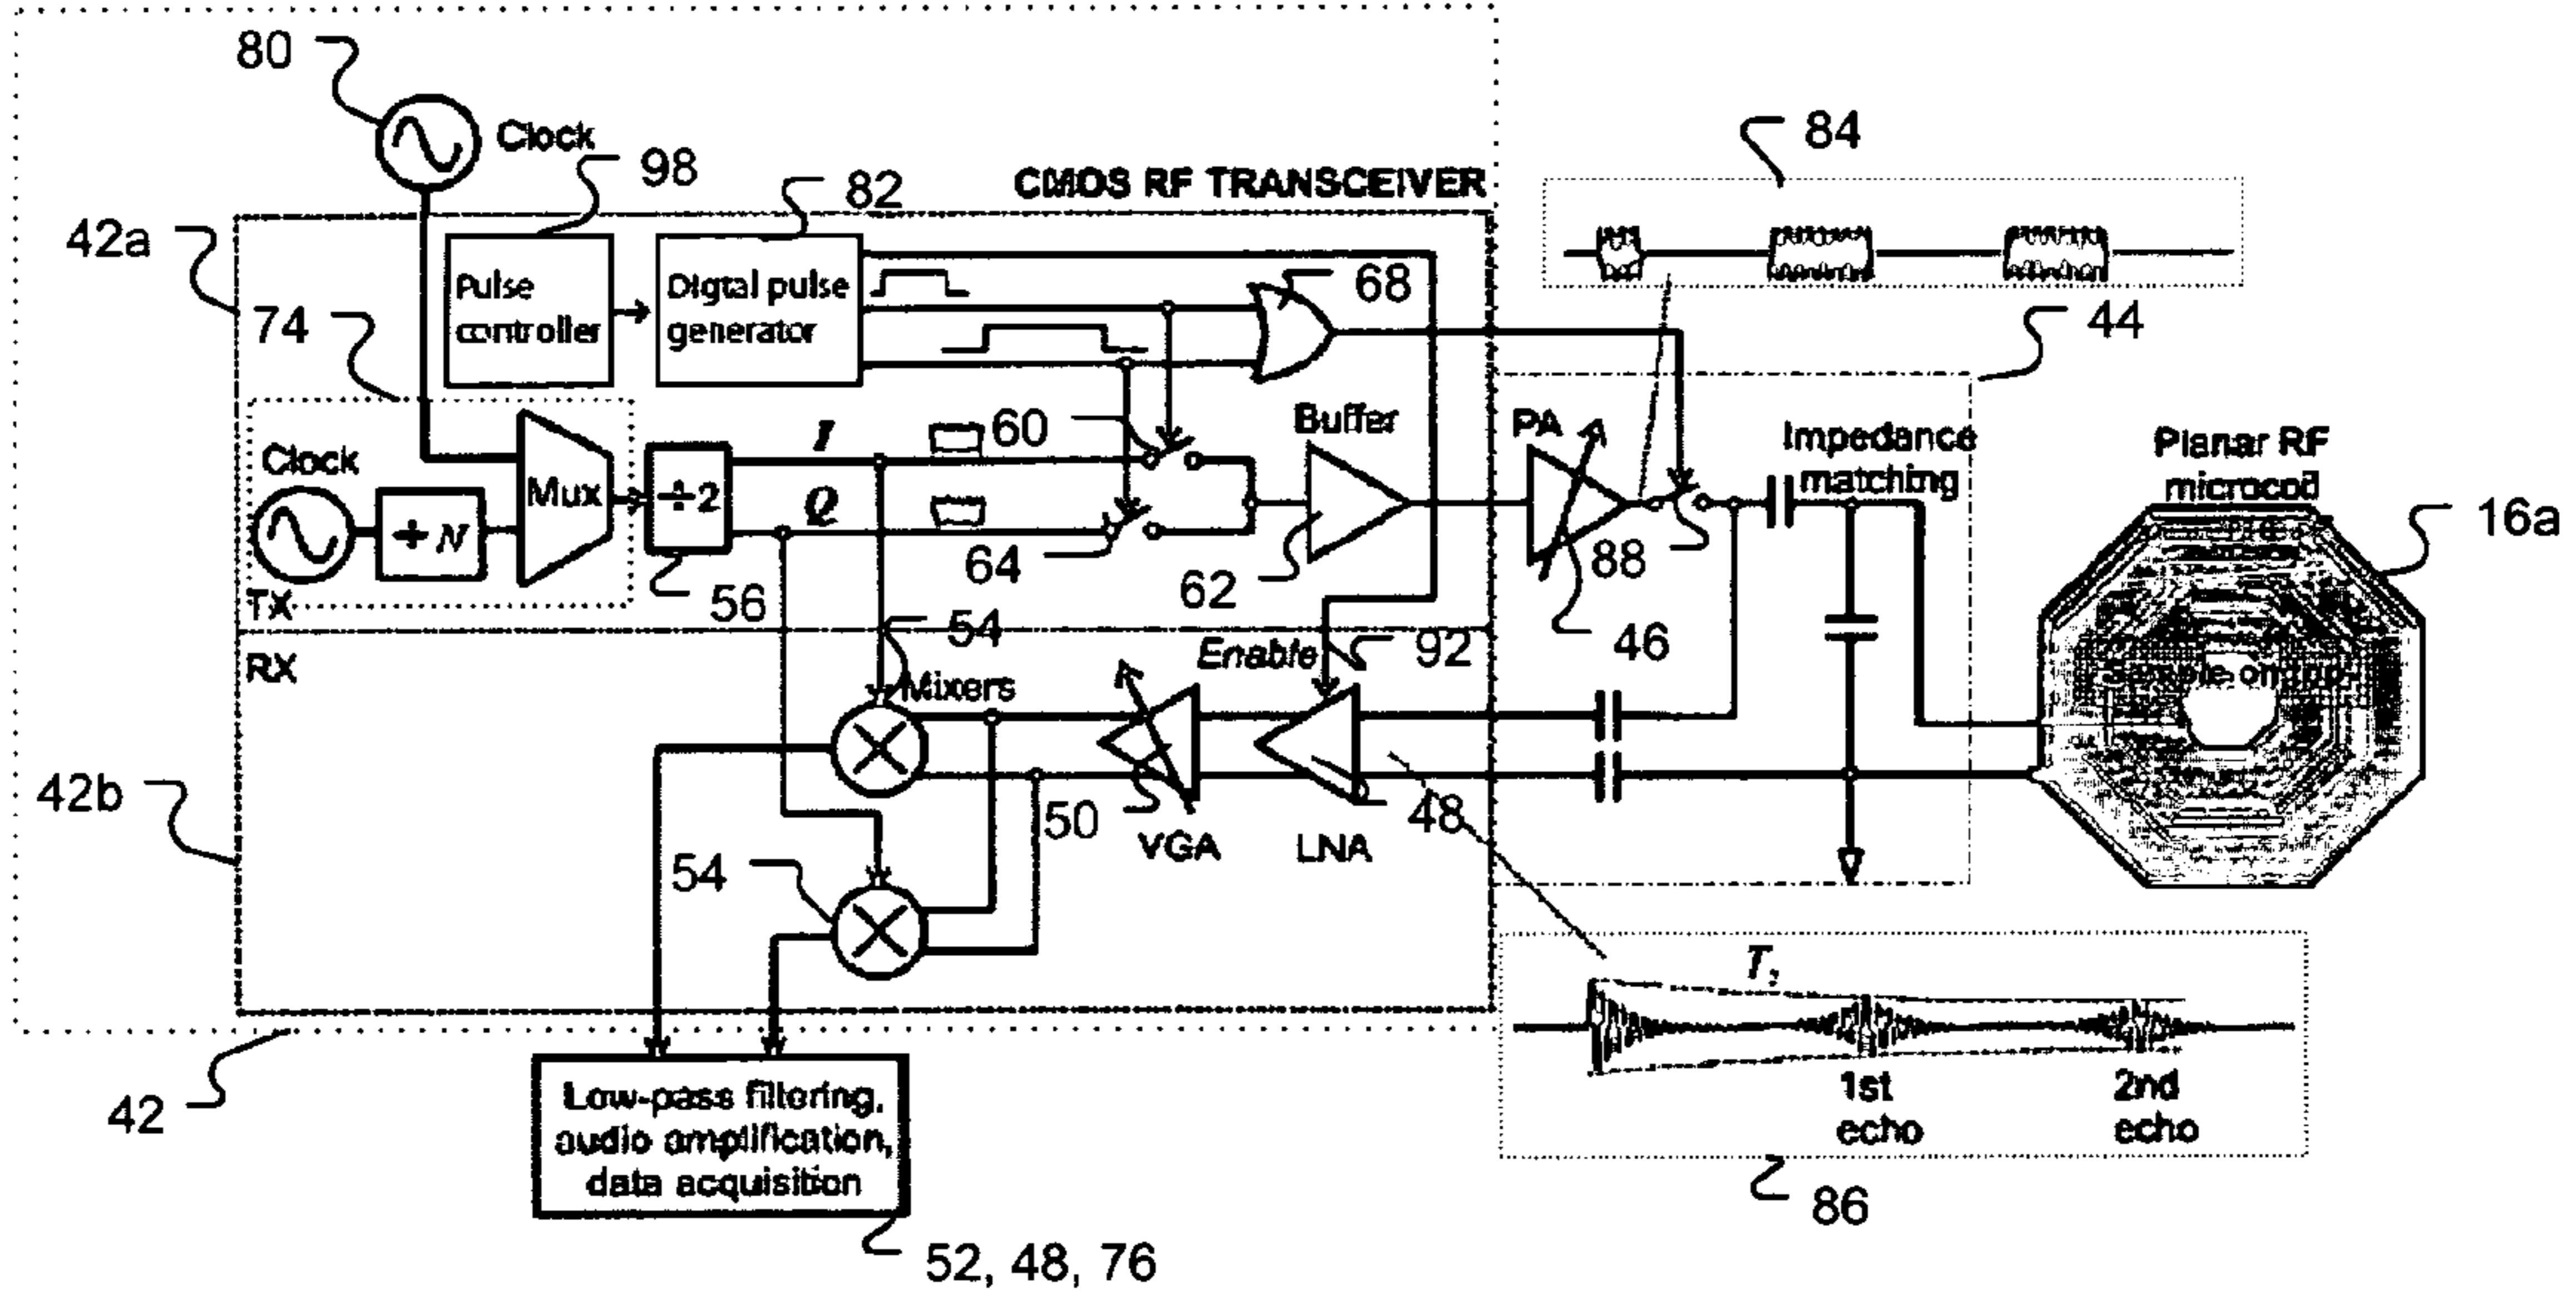 80
Clock
98
82
84
CMOS RF TRANSCEIVER
42a
Pulse
controller
Digtal pulse
generator
68
44
74
I
60
Buffer
PA
Impedance
matching
Planar RF
Clock
Mux
÷2
Q
16a
÷ N
64
62
88
TX
56
54
Enable
92
46
RX
Mixers
Sample on top
42b
50
48
VGA
LNA
54
T₂
42
Low-pass filtering,
audio amplification,
data acquisition
1st
echo
2nd
echo
86
52, 48, 76